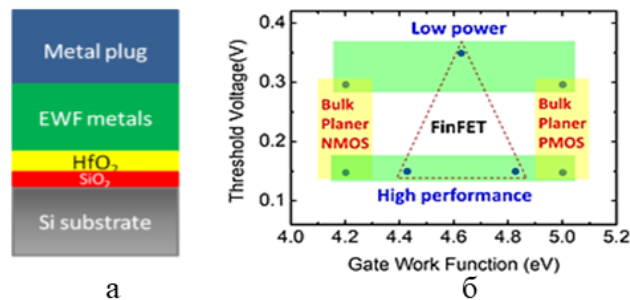 a
Metal plug
EWF metals
HfO₂
SiO₂
Si substrate
а
б
Threshold Voltage(V)
0.4
0.3
0.2
0.1
Low power
Bulk
Planer
NMOS
FinFET
Bulk
Planer
PMOS
High performance
4.0 4.2 4.4 4.6 4.8 5.0 5.2
Gate Work Function (eV)
b)